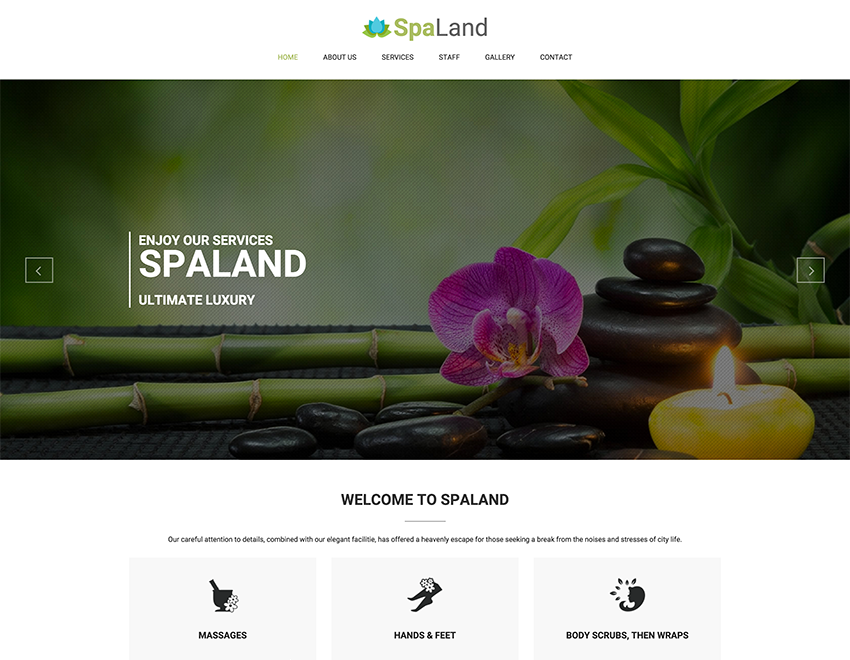 SpaLand
HOME ABOUT US SERVICES STAFF GALLERY CONTACT
ENJOY OUR SERVICES
SPALAND
ULTIMATE LUXURY
WELCOME TO SPALAND
Our careful attention to details, combined with our elegant facilitie, has offered a heavenly escape for those seeking a break from the noises and stresses of city life.
MASSAGES
HANDS & FEET
BODY SCRUBS, THEN WRAPS